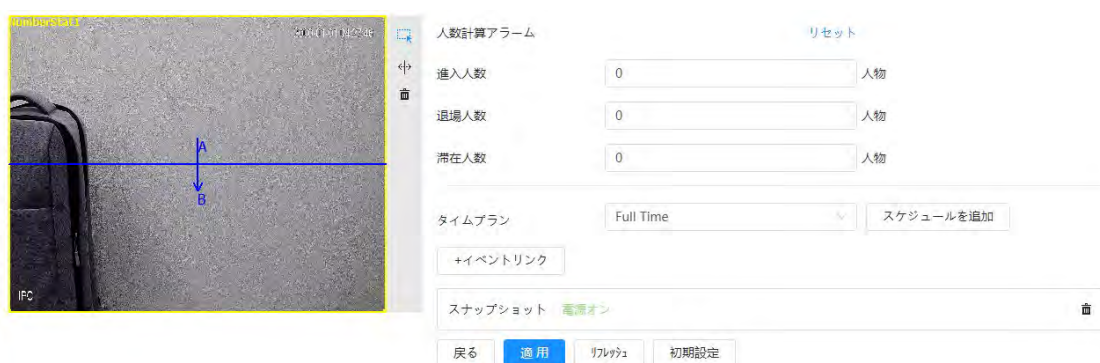 NumberStat1
A
B
IPC
人数計算アラーム リセット
進入人数 0 人物
退場人数 0 人物
滞在人数 0 人物
タイムプラン Full Time スケジュールを追加
+イベントリンク
スナップショット 電源オン
戻る 適用 リフレッシュ 初期設定